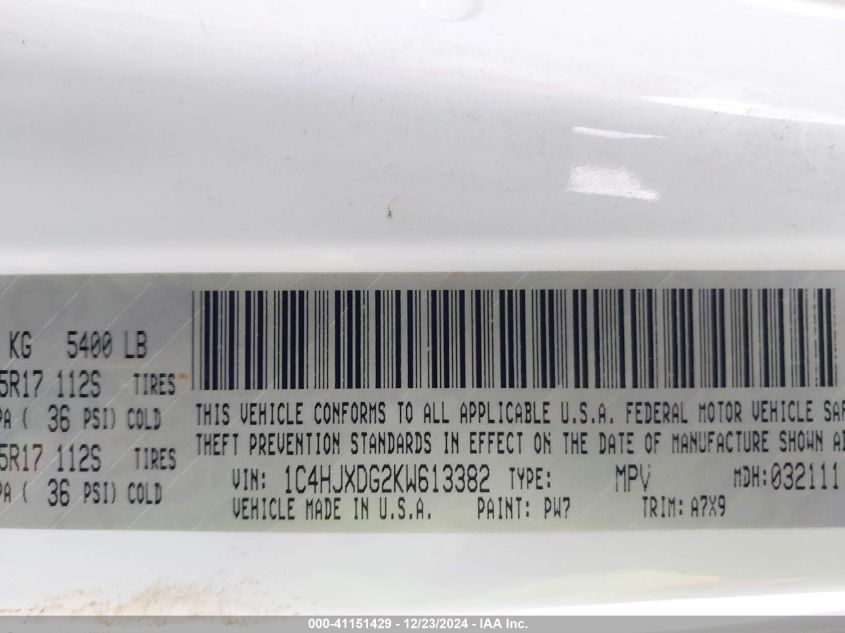 KG 5400 LB
5R17 112S TIRES
PA ( 36 PSI) COLD
5R17 112S TIRES
PA ( 36 PSI) COLD
THIS VEHICLE CONFORMS TO ALL APPLICABLE U.S.A. FEDERAL MOTOR VEHICLE SAF
THEFT PREVENTION STANDARDS IN EFFECT ON THE DATE OF MANUFACTURE SHOWN A
VIN: 1C4HJXDG2KW613382 TYPE: MPV MDH:032111
VEHICLE MADE IN U.S.A. PAINT: PW7 TRIM: A7X9
000-41151429 - 12/23/2024 - IAA Inc.